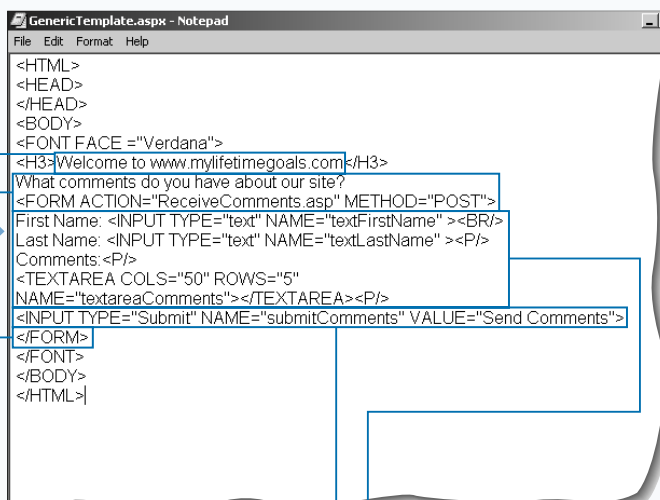 GenericTemplate.aspx - Notepad
File Edit Format Help
<HTML>
<HEAD>
</HEAD>
<BODY>
<FONT FACE ="Verdana">
<H3>Welcome to www.mylifetimegoals.com</H3>
What comments do you have about our site?
<FORM ACTION="ReceiveComments.asp" METHOD="POST">
First Name: <INPUT TYPE="text" NAME="textFirstName" ><BR/>
Last Name: <INPUT TYPE="text" NAME="textLastName" ><P/>
Comments:<P/>
<TEXTAREA COLS="50" ROWS="5"
NAME="textareaComments"></TEXTAREA><P/>
<INPUT TYPE="Submit" NAME="submitComments" VALUE="Send Comments">
</FORM>
</FONT>
</BODY>
</HTML>